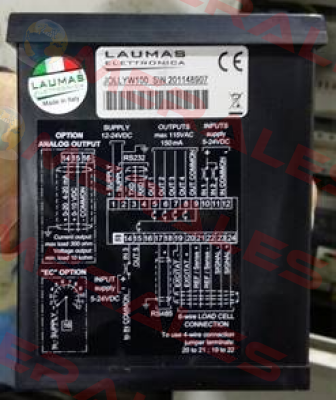 LAUMAS
ELETTRONICA
JOLLYW100 S/N 201148907
LAUMAS
ELETTRONICA
Made in Italy
CE
OPTION
ANALOG OUTPUT
SUPPLY
12-24VDC
OUTPUTS
max 115VAC
150mA
INPUTS
supply
5-24VDC
14 15 16
RS232
1 2 3 4 5 6 7 8 9 10 11 12
Current output
max load 300 ohm
Voltage output
min load 10 kohm
13 14 15 16 17 18 19 20 21 22 23 24
"EC" OPTION
INPUT
supply
5-24VDC
RS485
6-wire LOAD CELL
CONNECTION
To use 4-wire connection
jumper terminals:
20 to 21; 19 to 22